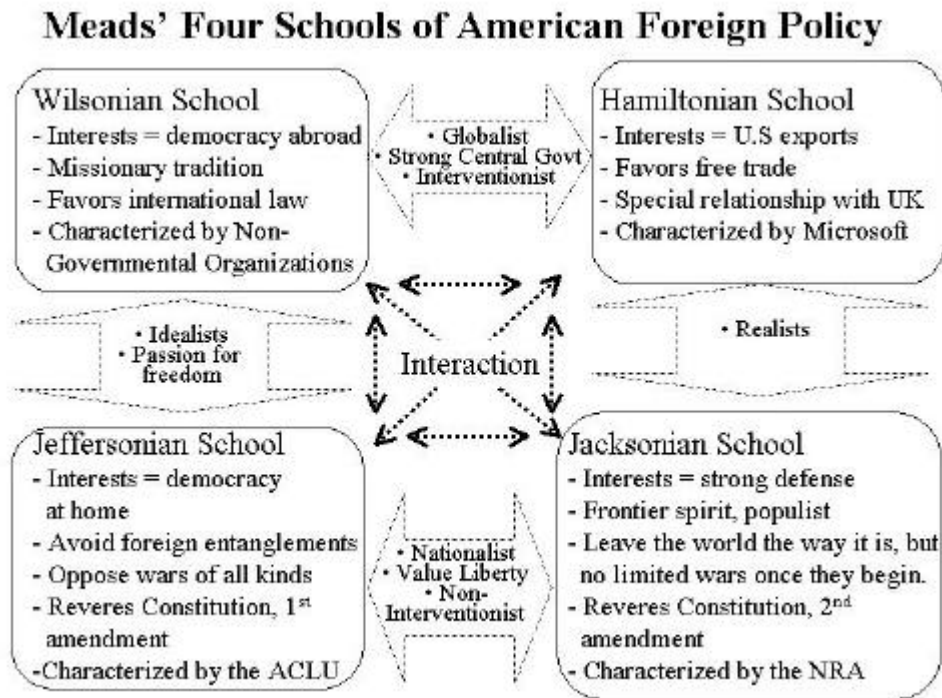 Meads' Four Schools of American Foreign Policy
Wilsonian School
- Interests = democracy abroad
- Missionary tradition
- Favors international law
- Characterized by Non-
Governmental Organizations
• Globalist
• Strong Central Govt
• Interventionist
Hamiltonian School
- Interests = U.S exports
- Favors free trade
- Special relationship with UK
- Characterized by Microsoft
• Idealists
• Passion for
freedom
Interaction
• Realists
Jeffersonian School
- Interests = democracy
at home
- Avoid foreign entanglements
- Oppose wars of all kinds
- Reveres Constitution, 1st
amendment
- Characterized by the ACLU
• Nationalist
• Value Liberty
• Non-
Interventionist
Jacksonian School
- Interests = strong defense
- Frontier spirit, populist
- Leave the world the way it is, but
no limited wars once they begin.
- Reveres Constitution, 2nd
amendment
- Characterized by the NRA